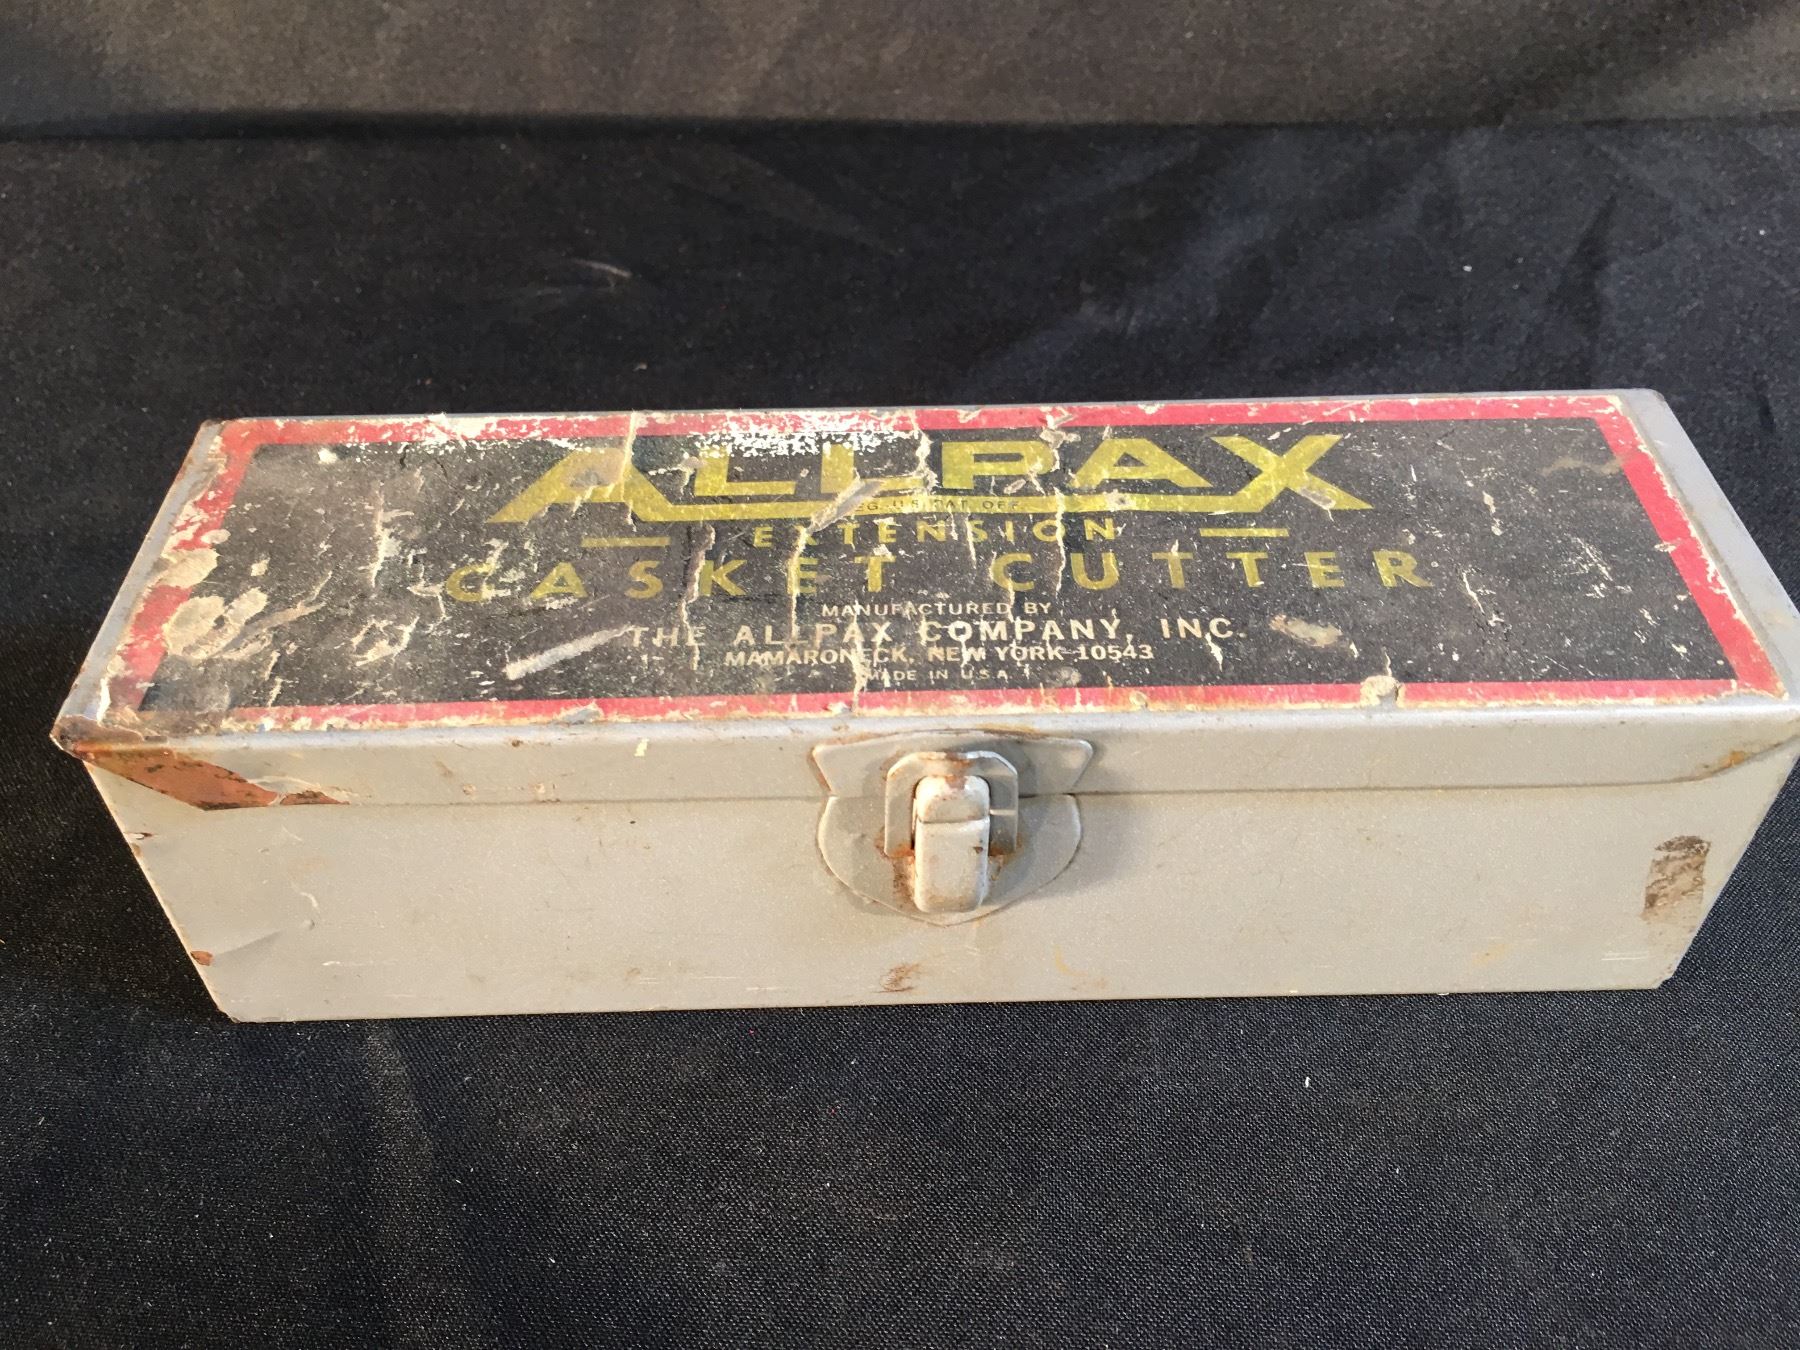 ALLPAX
REG. U.S. PAT. OFF.
EXTENSION
GASKET CUTTER
MANUFACTURED BY
THE ALLPAX COMPANY, INC.
MAMARONECK, NEW YORK 10543
MADE IN U.S.A.